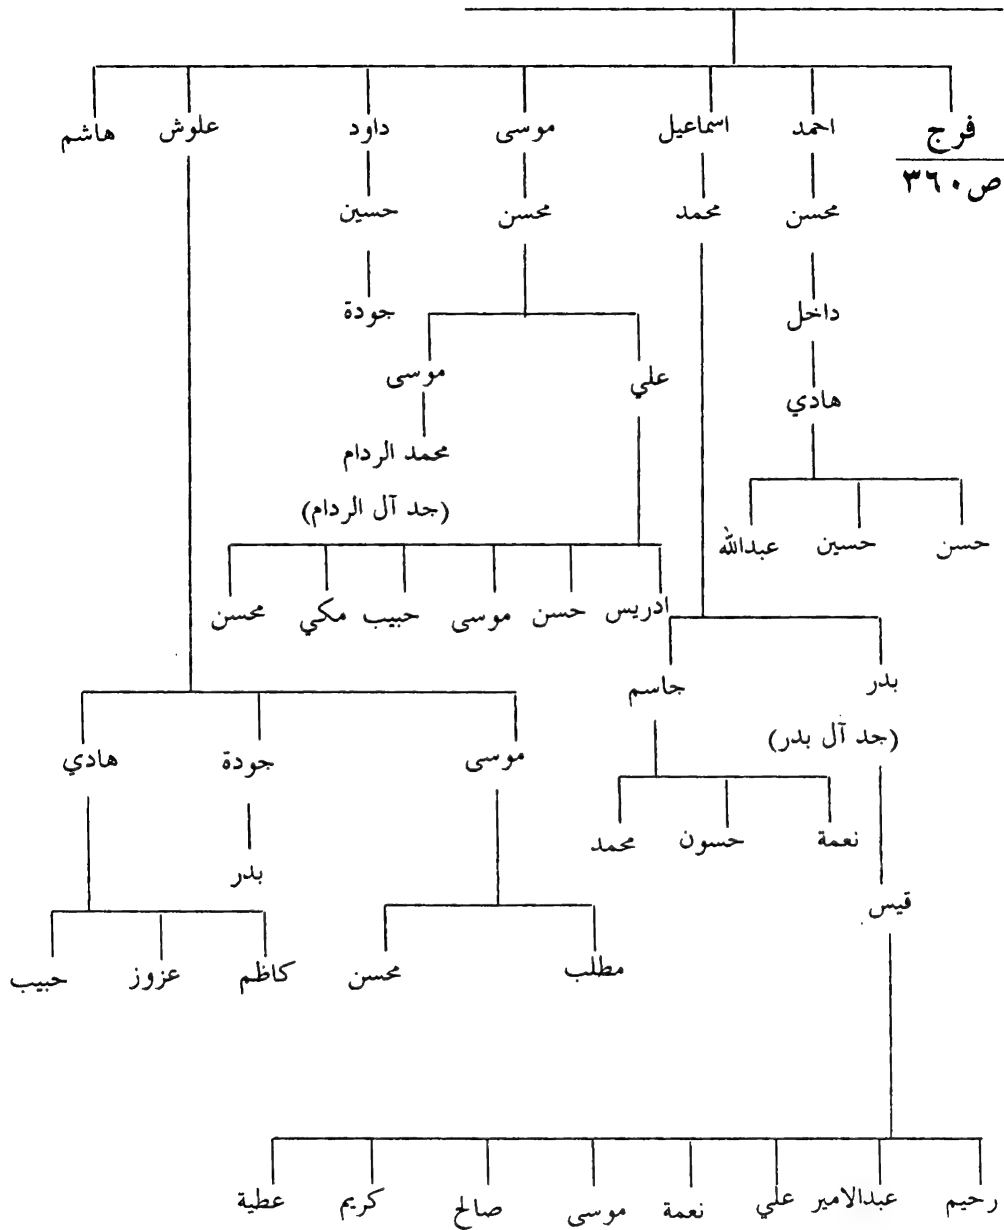 فرج احمد اسماعيل موسى داود علوش هاشم
ص٣٦٠
محسن محمد محسن حسين
داخل جودة
علي موسى
هادي
محمد الردام
(جد آل الردام)
حسن حسين عبدالله
ادريس حسن موسى حبيب مكي محسن
بدر جاسم
(جد آل بدر)
موسى جودة هادي
نعمة حسون محمد
بدر
قيس
مطلب محسن كاظم عزوز حبيب
رحيم عبدالامير علي نعمة موسى صالح كريم عطية